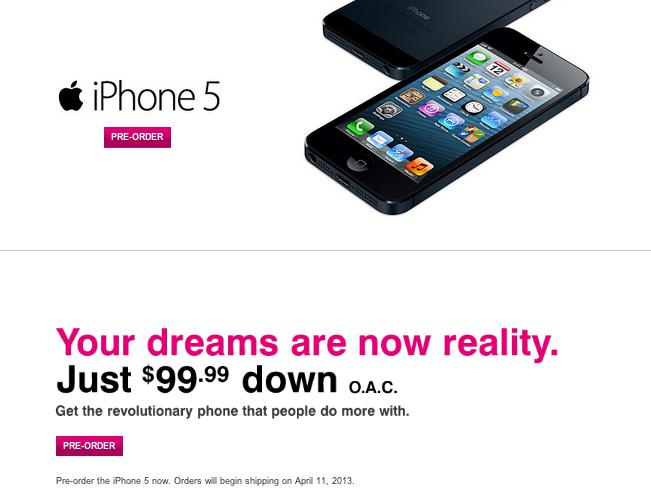 iPhone
iPhone 5
PRE-ORDER
12
Your dreams are now reality.
Just $99.99 down O.A.C.
Get the revolutionary phone that people do more with.
PRE-ORDER
Pre-order the iPhone 5 now. Orders will begin shipping on April 11, 2013.